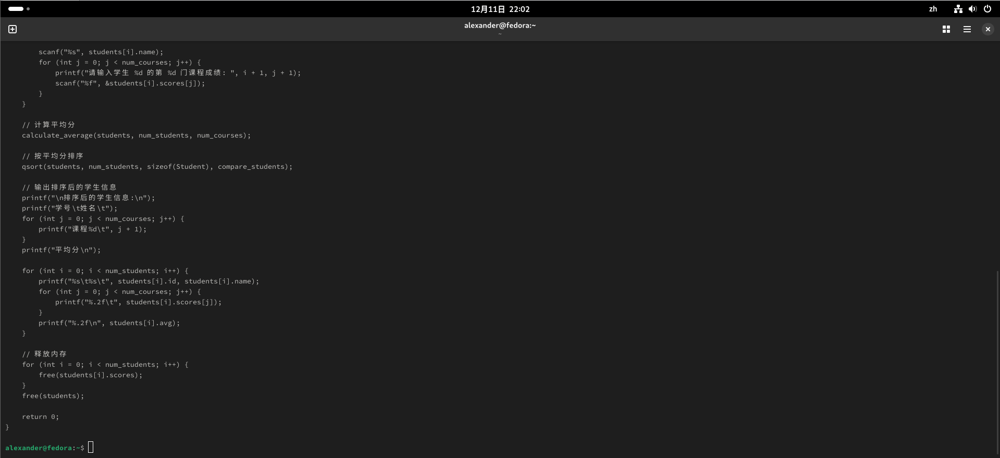 12月11日 22:02
zh
alexander@fedora:~
~
        scanf("%s", students[i].name);
        for (int j = 0; j < num_courses; j++) {
            printf("请输入学生 %d 的第 %d 门课程成绩: ", i + 1, j + 1);
            scanf("%f", &students[i].scores[j]);
        }
    }

    // 计算平均分
    calculate_average(students, num_students, num_courses);

    // 按平均分排序
    qsort(students, num_students, sizeof(Student), compare_students);

    // 输出排序后的学生信息
    printf("\n排序后的学生信息:\n");
    printf("学号\t姓名\t");
    for (int j = 0; j < num_courses; j++) {
        printf("课程%d\t", j + 1);
    }
    printf("平均分\n");

    for (int i = 0; i < num_students; i++) {
        printf("%s\t%s\t", students[i].id, students[i].name);
        for (int j = 0; j < num_courses; j++) {
            printf("%.2f\t", students[i].scores[j]);
        }
        printf("%.2f\n", students[i].avg);
    }

    // 释放内存
    for (int i = 0; i < num_students; i++) {
        free(students[i].scores);
    }
    free(students);

    return 0;
}

alexander@fedora:~$